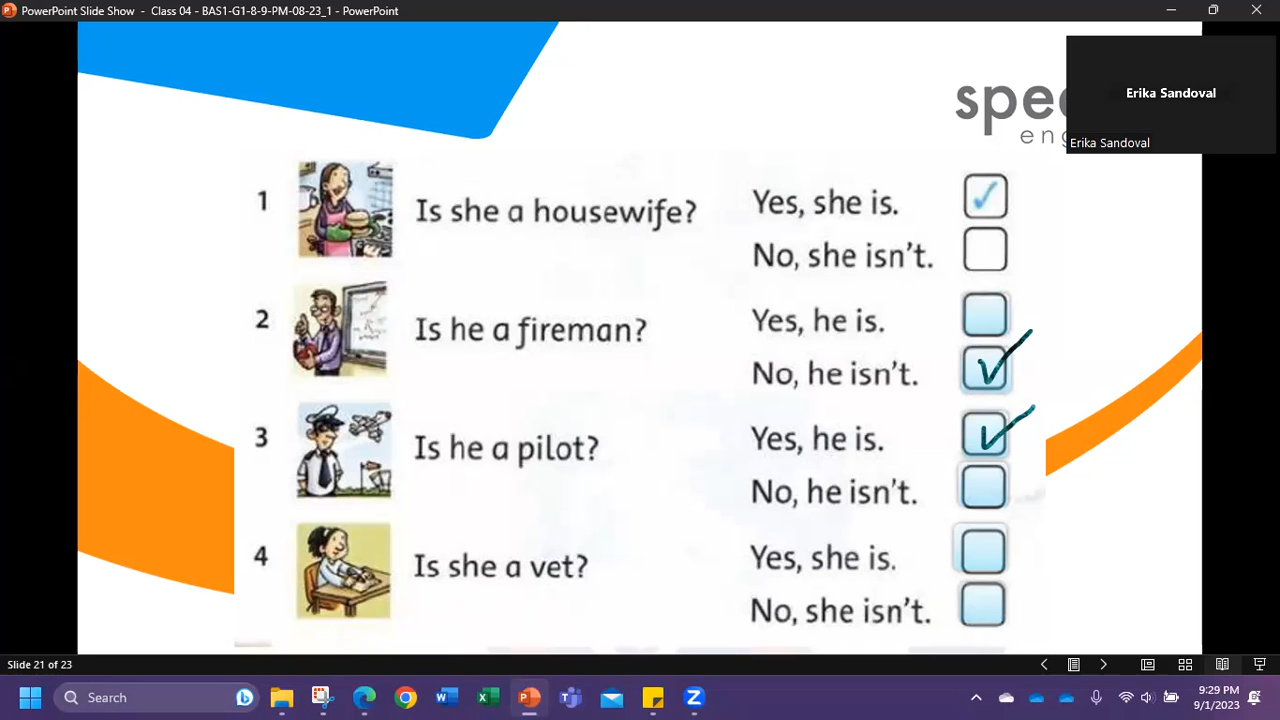 PowerPoint Slide Show - Class 04 - BAS1-G1-8-9-PM-08-23_1 - PowerPoint
Erika Sandoval
Erika Sandoval
1 Is she a housewife? Yes, she is.
No, she isn't.
2 Is he a fireman? Yes, he is.
No, he isn't.
3 Is he a pilot? Yes, he is.
No, he isn't.
4 Is she a vet? Yes, she is.
No, she isn't.
Slide 21 of 23
Search
9:29 PM
9/1/2023